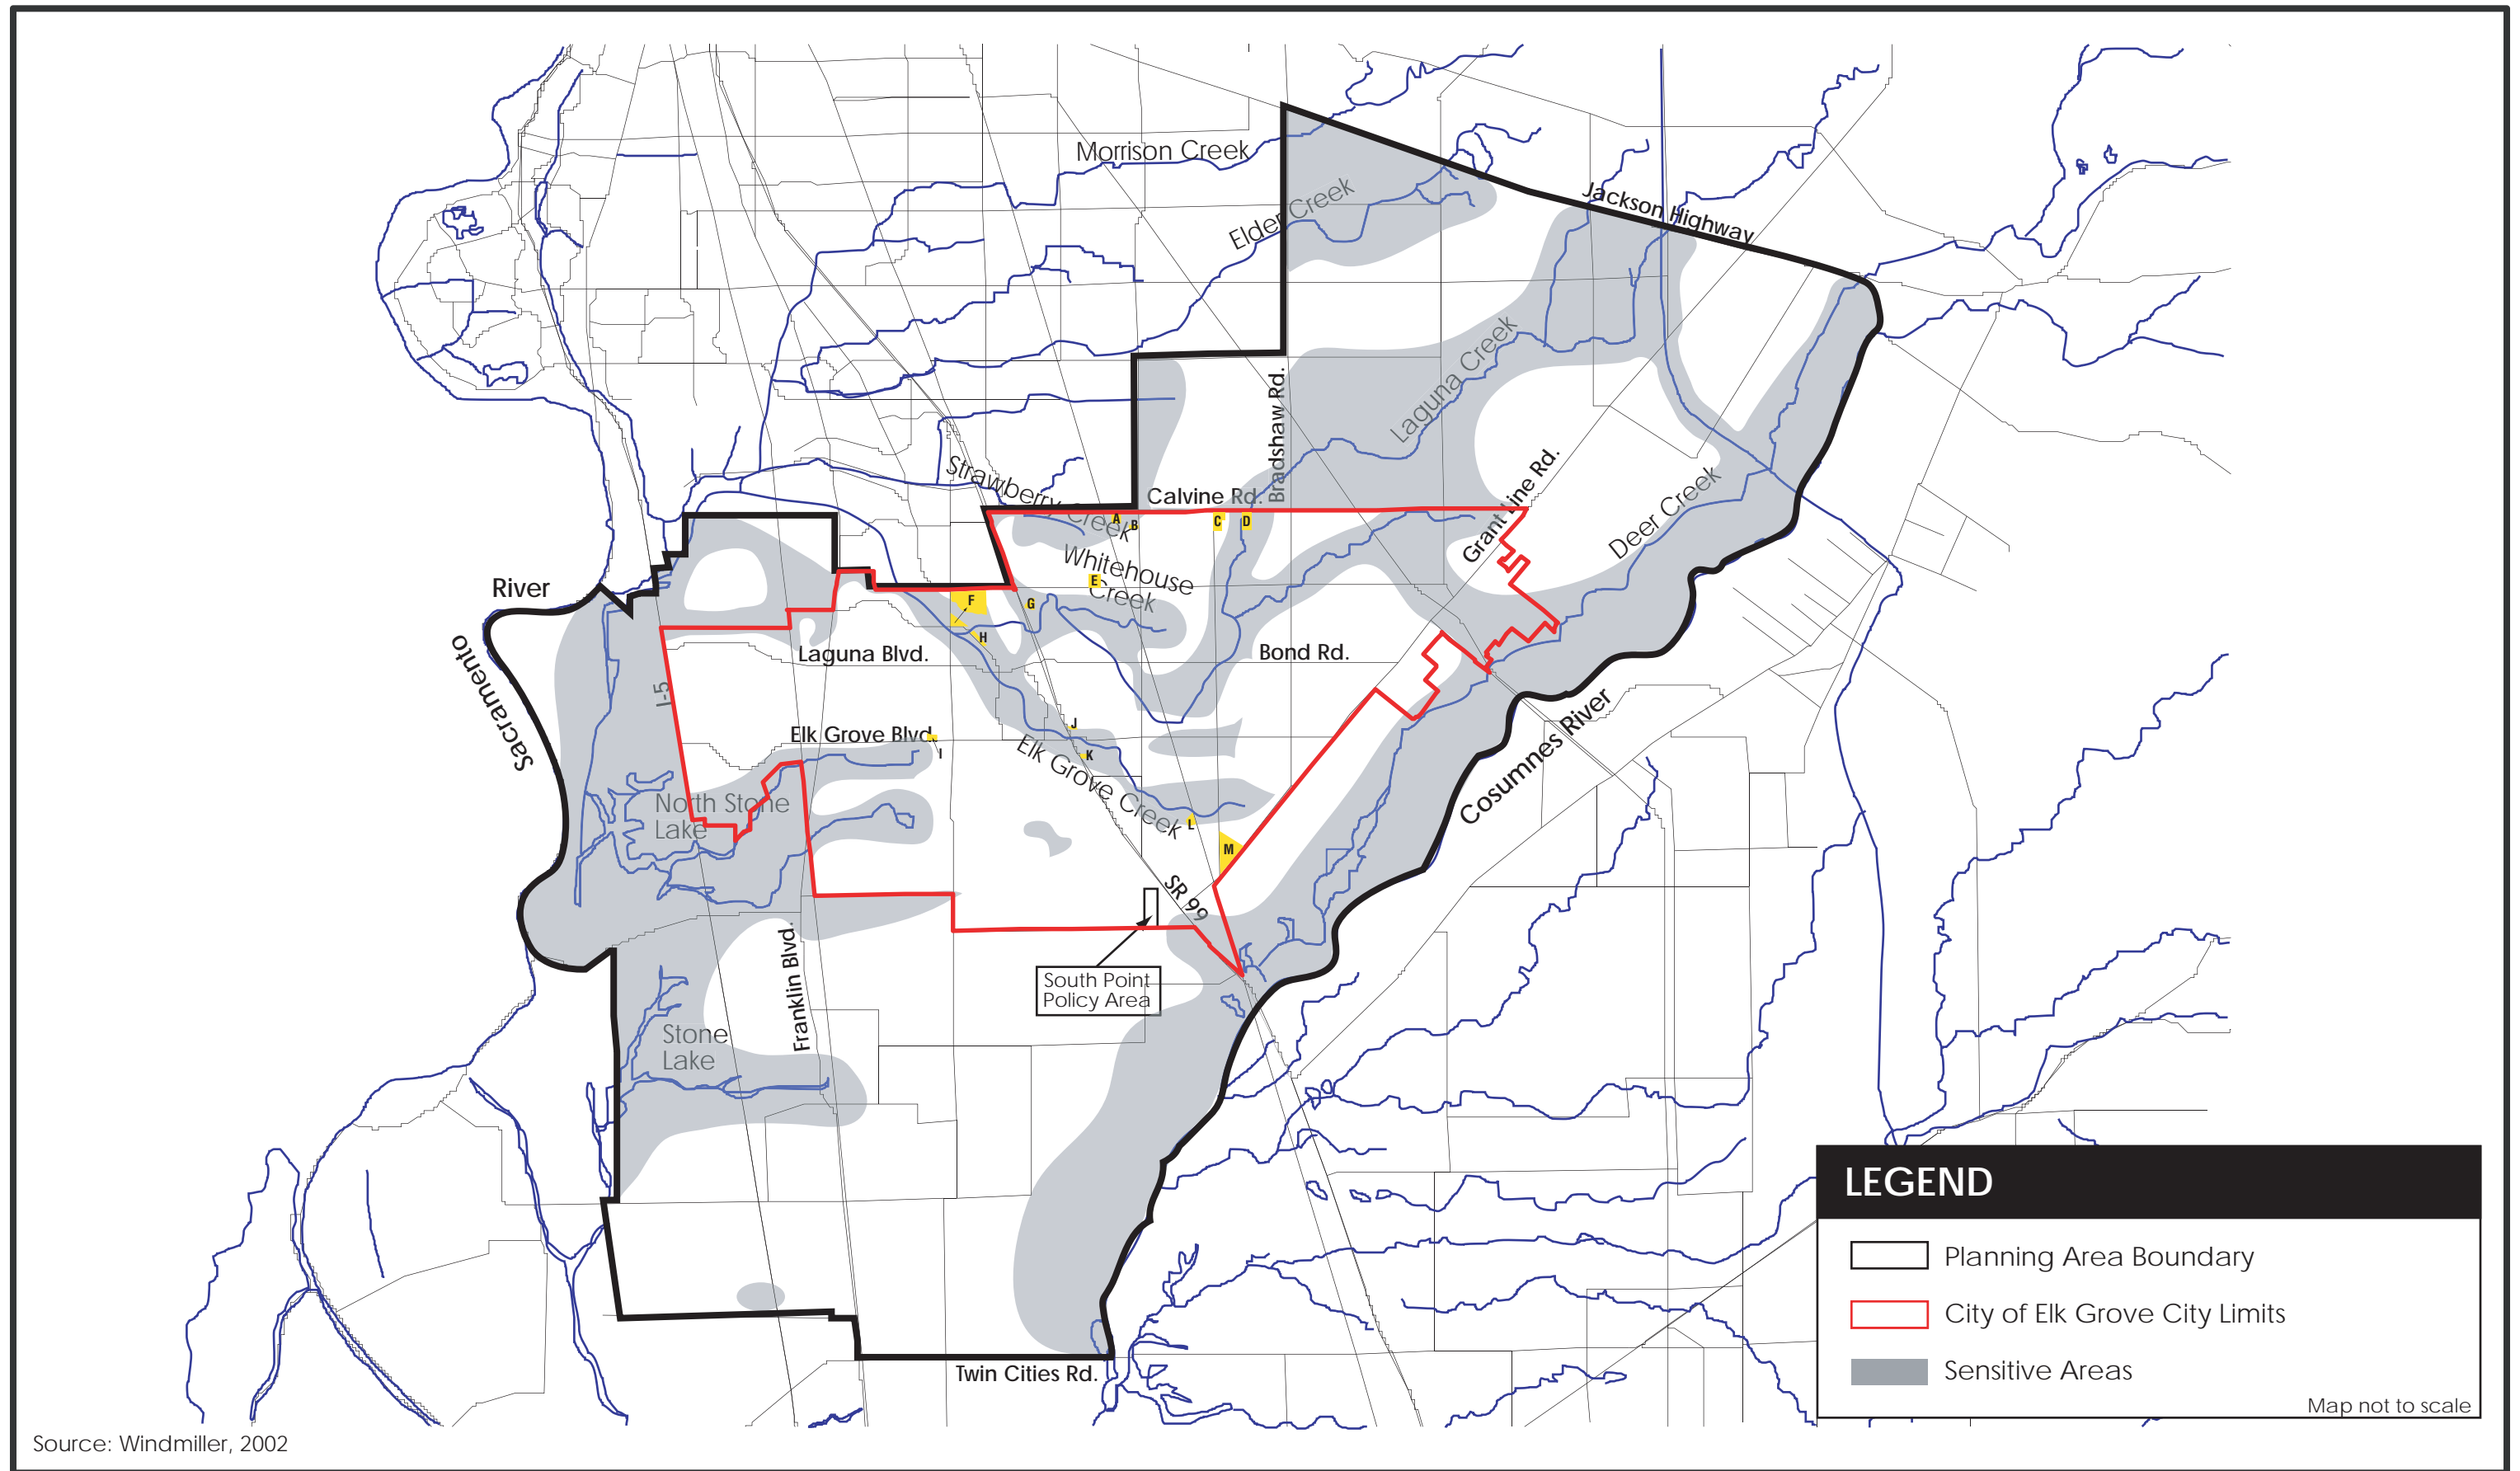 Morrison Creek
Elder Creek
Jackson Highway
Laguna Creek
Bradshaw Rd.
Strawberry Creek
Calvine Rd.
Grant Line Rd.
Deer Creek
A
B
C
D
Whitehouse
Creek
E
River
Sacramento
F
G
H
Laguna Blvd.
Bond Rd.
I-5
Elk Grove Blvd.
I
J
K
Elk Grove Creek
Cosumnes River
North Stone
Lake
L
M
SR 99
South Point
Policy Area
Franklin Blvd.
Stone
Lake
Twin Cities Rd.
LEGEND
Planning Area Boundary
City of Elk Grove City Limits
Sensitive Areas
Map not to scale
Source: Windmiller, 2002